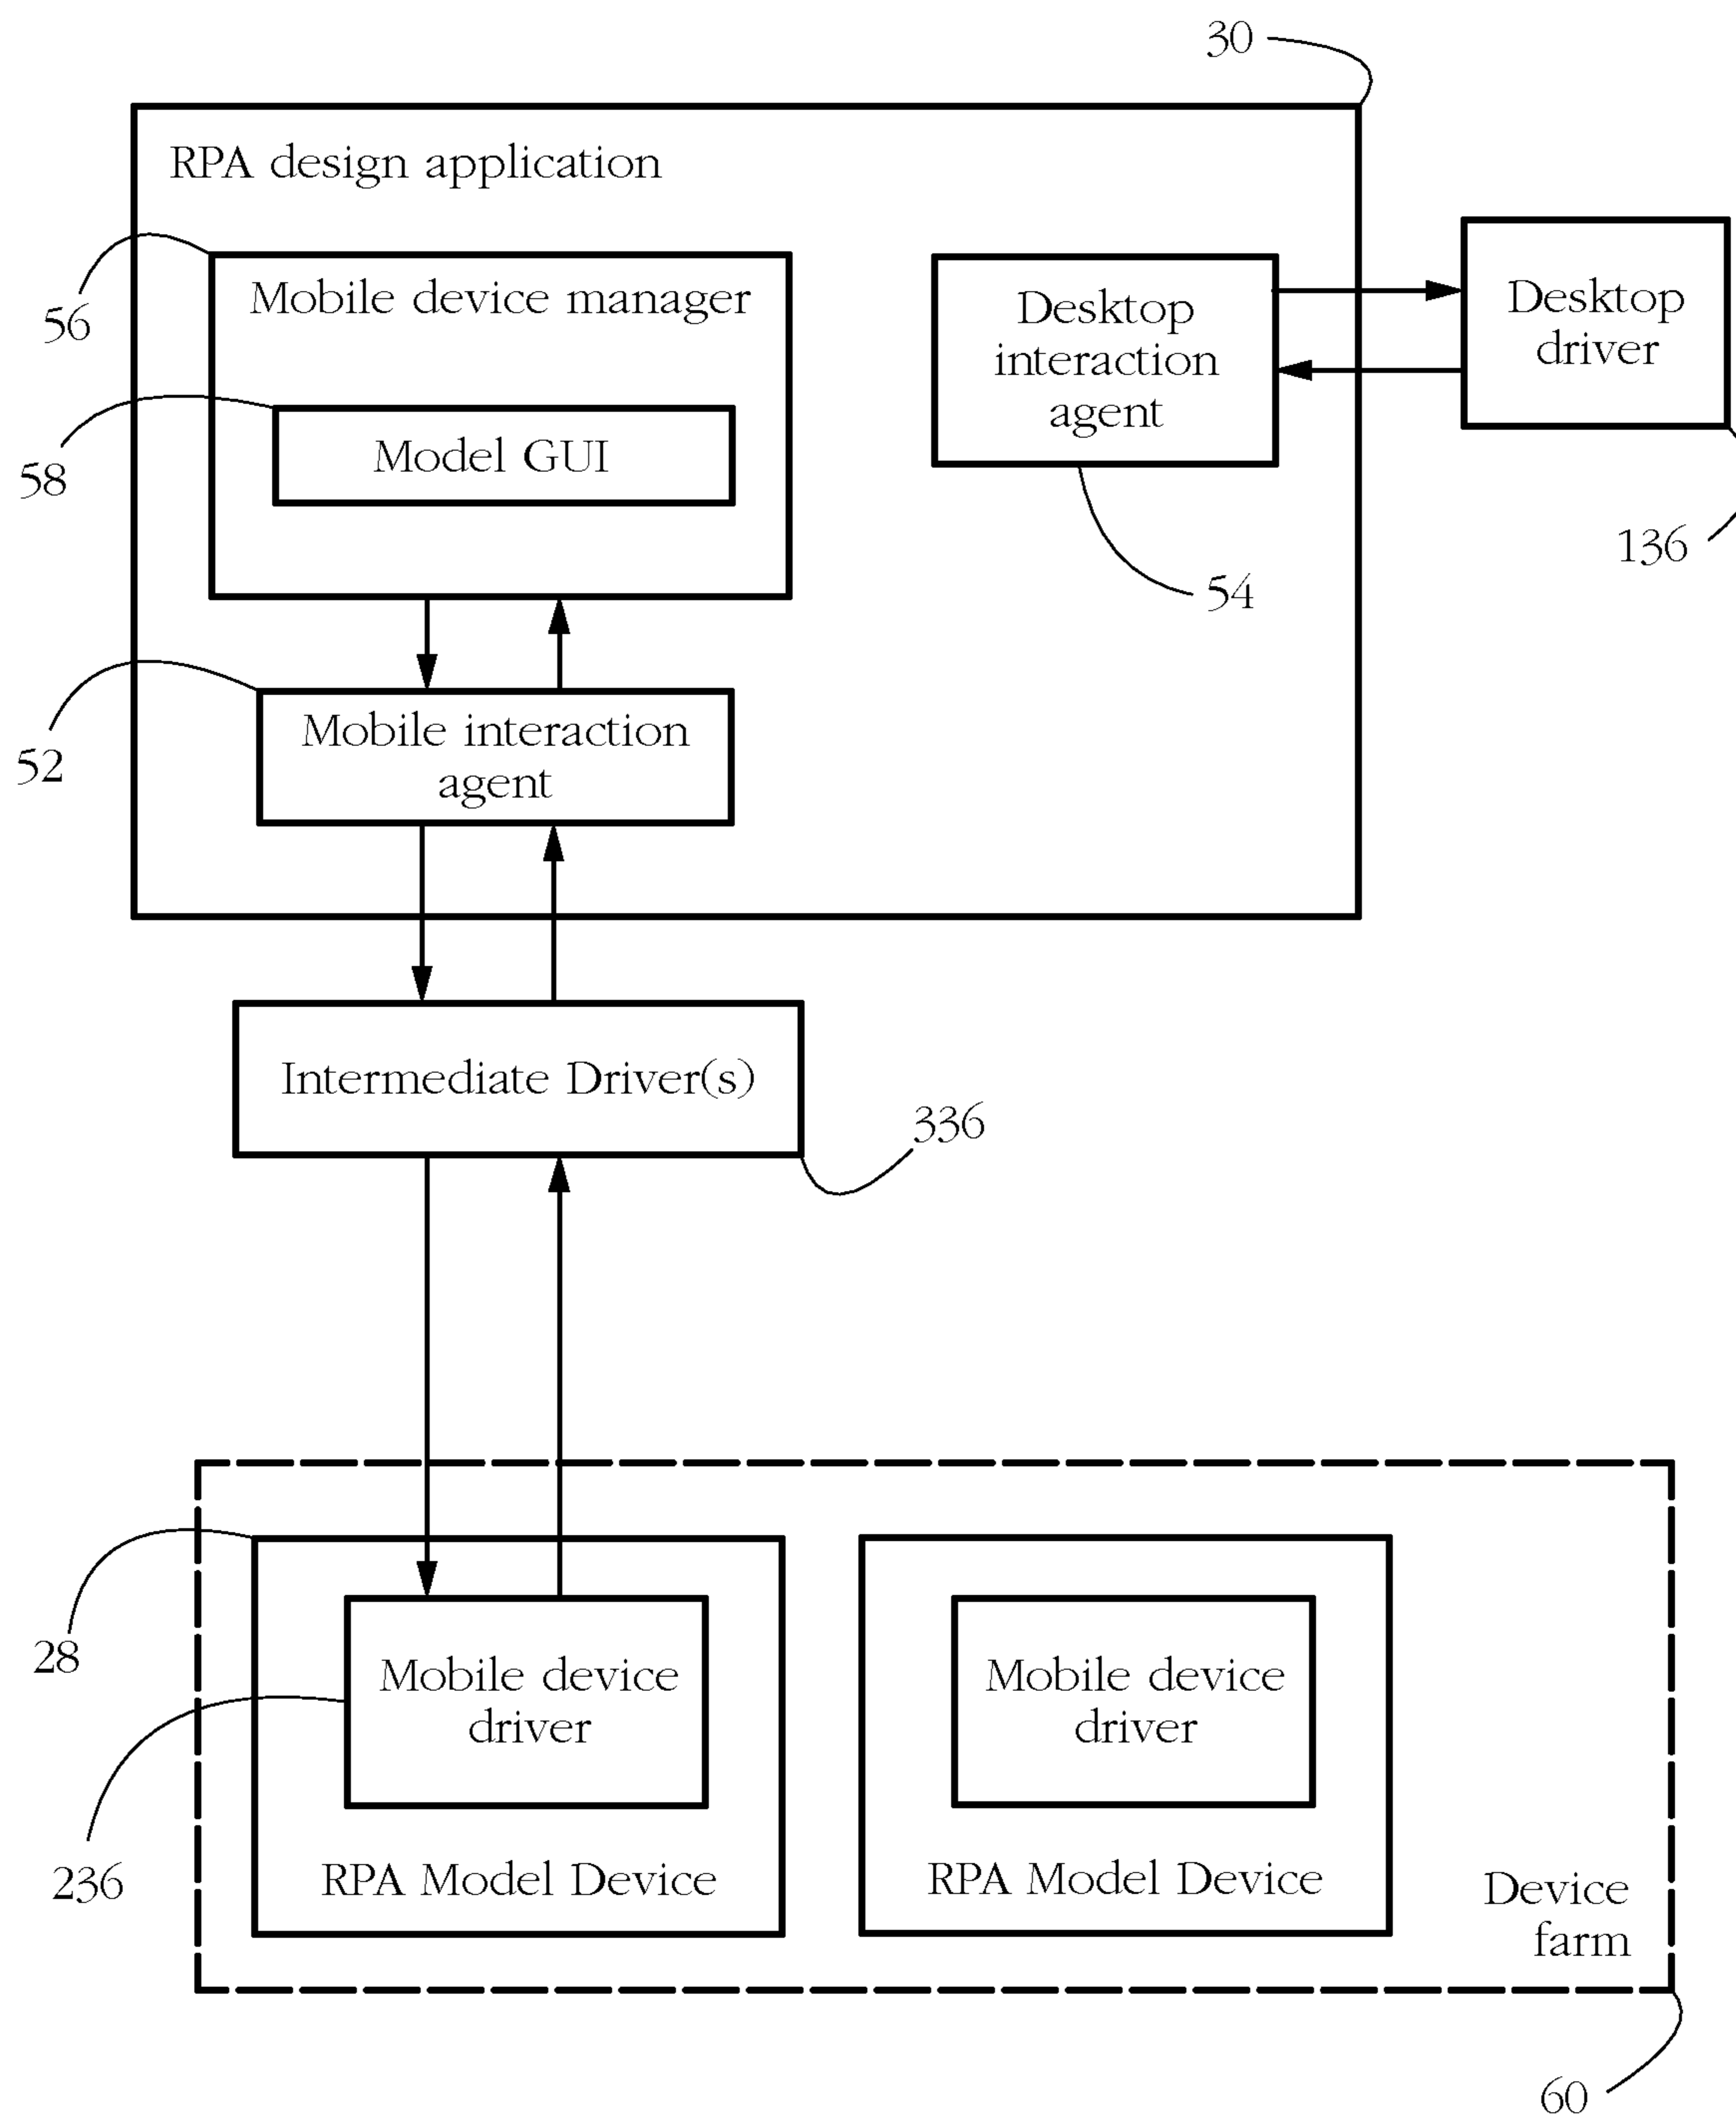 30
RPA design application
56
Mobile device manager
58
Model GUI
Desktop
interaction
agent
54
Desktop
driver
136
52
Mobile interaction
agent
Intermediate Driver(s)
336
28
236
Mobile device
driver
RPA Model Device
Mobile device
driver
RPA Model Device
Device
farm
60